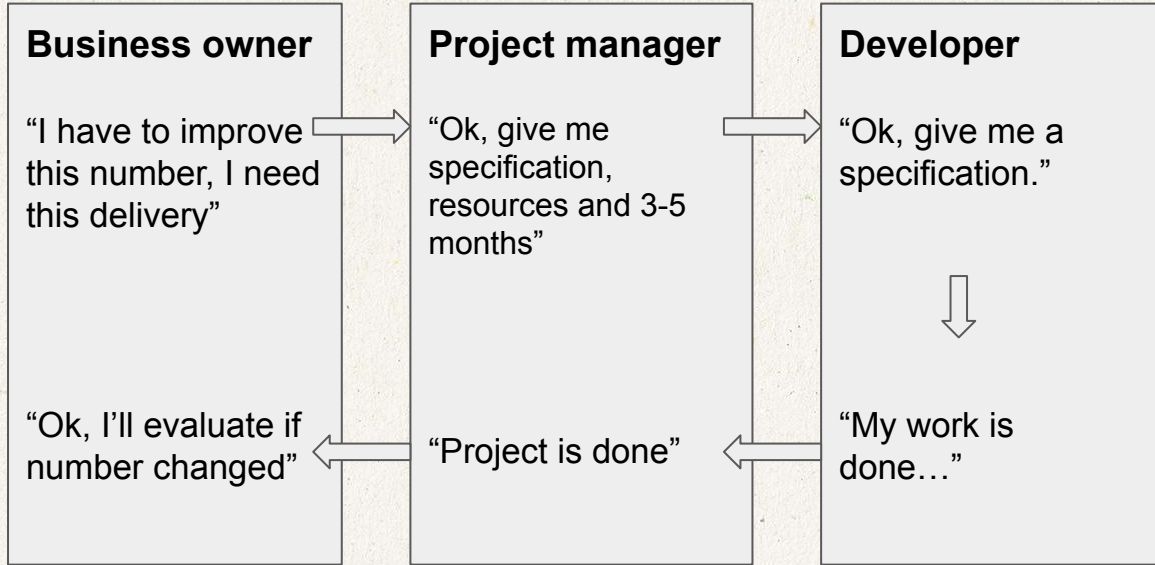 Business owner
“I have to improve
this number, I need
this delivery”
“Ok, I’ll evaluate if
number changed”
Project manager
“Ok, give me
specification,
resources and 3-5
months”
“Project is done”
Developer
“Ok, give me a
specification.”
“My work is
done…”